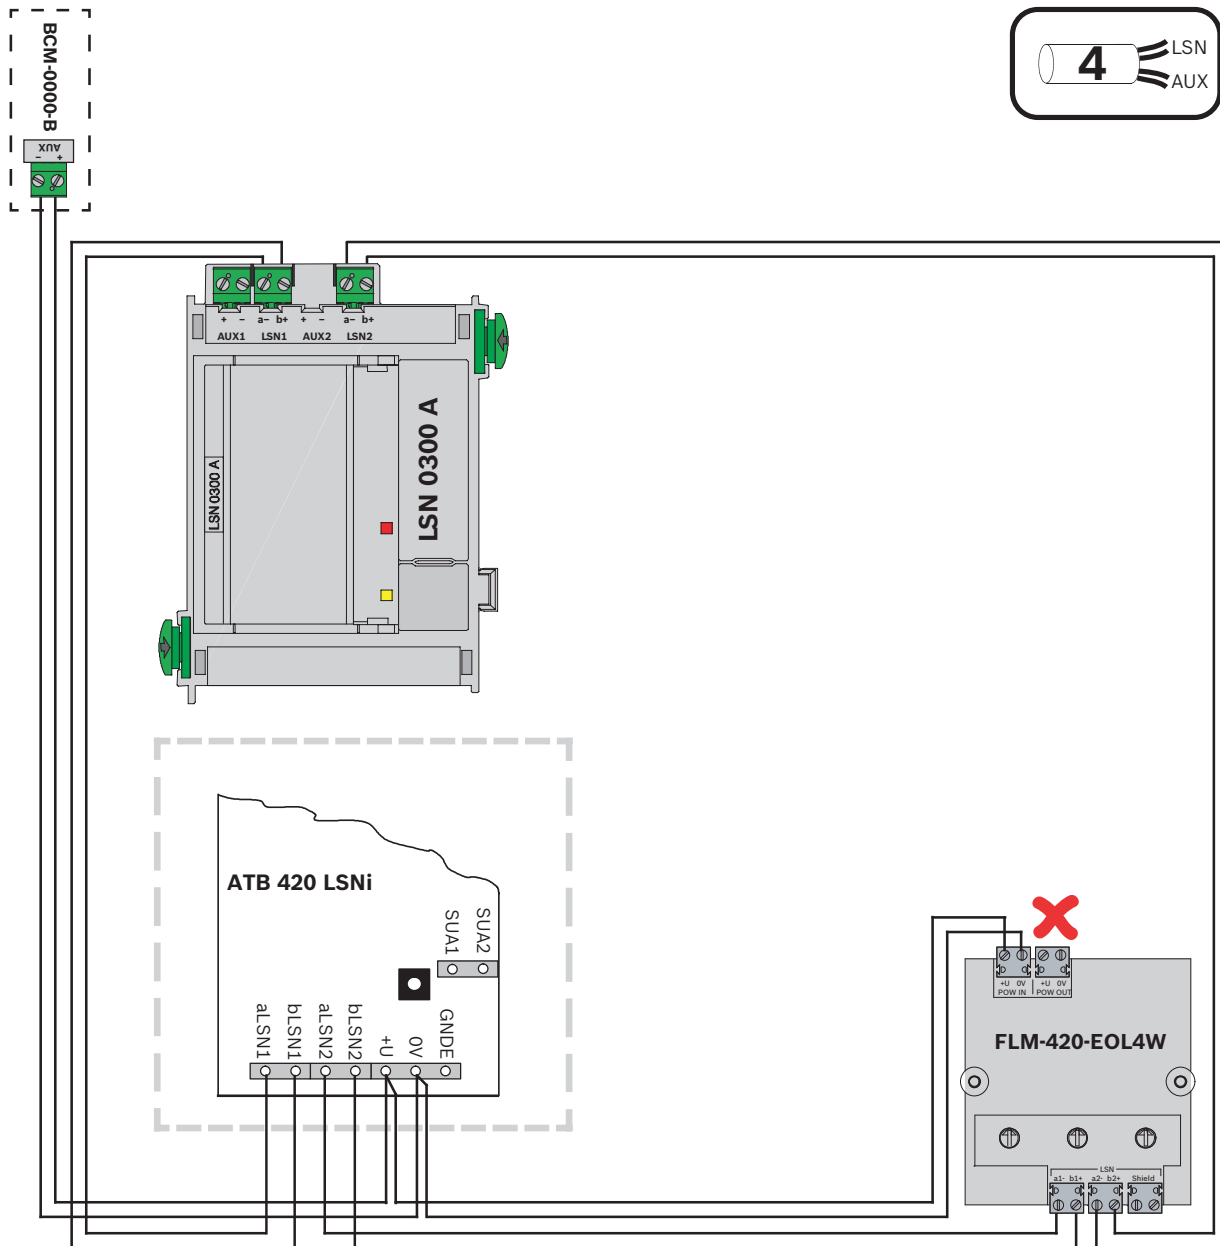 BCM-0000-B
AUX
– +
4
LSN
AUX
+ – a– b+ + – a– b+
AUX1 LSN1 AUX2 LSN2
LSN 0300 A
LSN 0300 A
ATB 420 LSNi
SUA1
SUA2
aLSN1
bLSN1
aLSN2
bLSN2
+U
0V
GNDE
+U 0V +U 0V
POW IN POW OUT
FLM-420-EOL4W
LSN
a1- b1+ a2- b2+ Shield